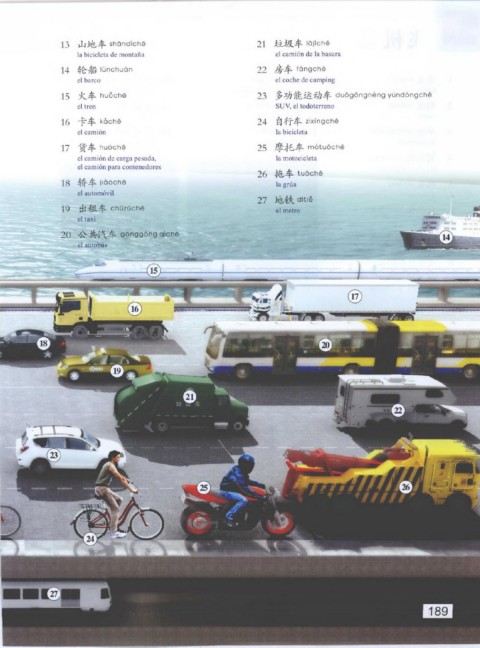 13 山地车 shāndìchē
la bicicleta de montaña
14 轮船 lúnchuán
el barco
15 火车 huǒchē
el tren
16 卡车 kǎchē
el camión
17 货车 huòchē
el camión de carga pesada,
el camión para contenedores
18 轿车 jiàochē
el automóvil
19 出租车 chūzūchē
el taxi
20 公共汽车 gōnggòng qìchē
el autobús
21 垃圾车 lājīchē
el camión de la basura
22 房车 fángchē
el coche de camping
23 多功能运动车 duōgōngnéng yùndòngchē
SUV, el todoterreno
24 自行车 zìxíngchē
la bicicleta
25 摩托车 mótuōchē
la motocicleta
26 拖车 tuōchē
la grúa
27 地铁 dìtiě
el metro
14
15
17
16
18
20
19
21
22
23
25
26
24
27
189